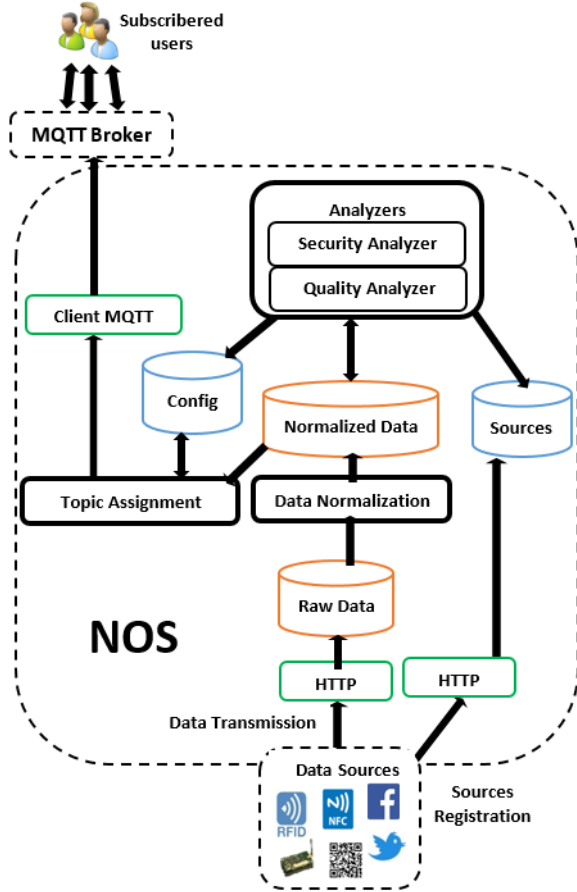 Subscribered
users
MQTT Broker
Analyzers
Security Analyzer
Quality Analyzer
Client MQTT
Config
Normalized Data
Sources
Topic Assignment
Data Normalization
Raw Data
NOS
HTTP
HTTP
Data Transmission
Data Sources
Sources
Registration
RFID
NFC